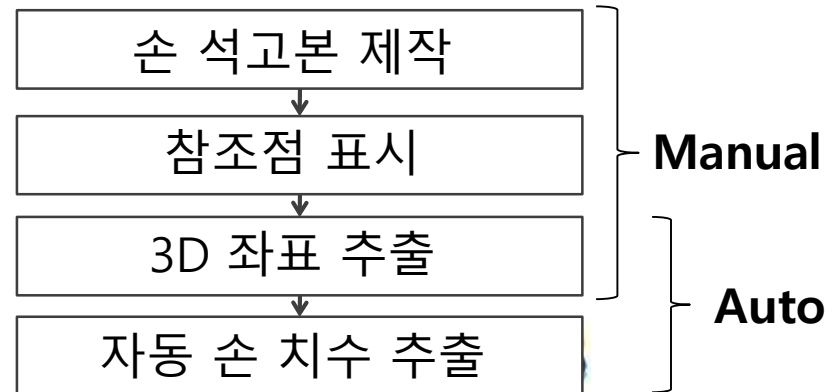 손 석고본 제작
참조점 표시
Manual
3D 좌표 추출
Auto
자동 손 치수 추출